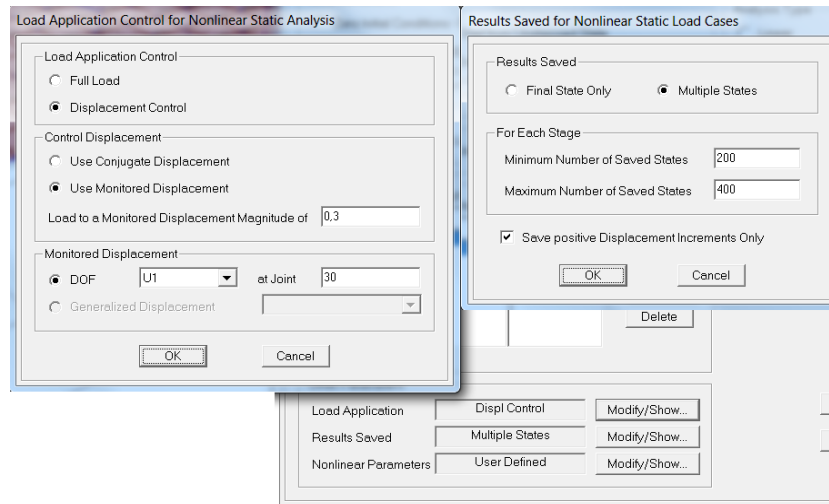 Load Application Control for Nonlinear Static Analysis
Load Application Control
Full Load
Displacement Control
Control Displacement
Use Conjugate Displacement
Use Monitored Displacement
Load to a Monitored Displacement Magnitude of 0,3
Monitored Displacement
DOF U1 at Joint 30
Generalized Displacement
OK Cancel
Results Saved for Nonlinear Static Load Cases
Results Saved
Final State Only Multiple States
For Each Stage
Minimum Number of Saved States 200
Maximum Number of Saved States 400
Save positive Displacement Increments Only
OK Cancel
Delete
Load Application Displ Control Modify/Show...
Results Saved Multiple States Modify/Show...
Nonlinear Parameters User Defined Modify/Show...